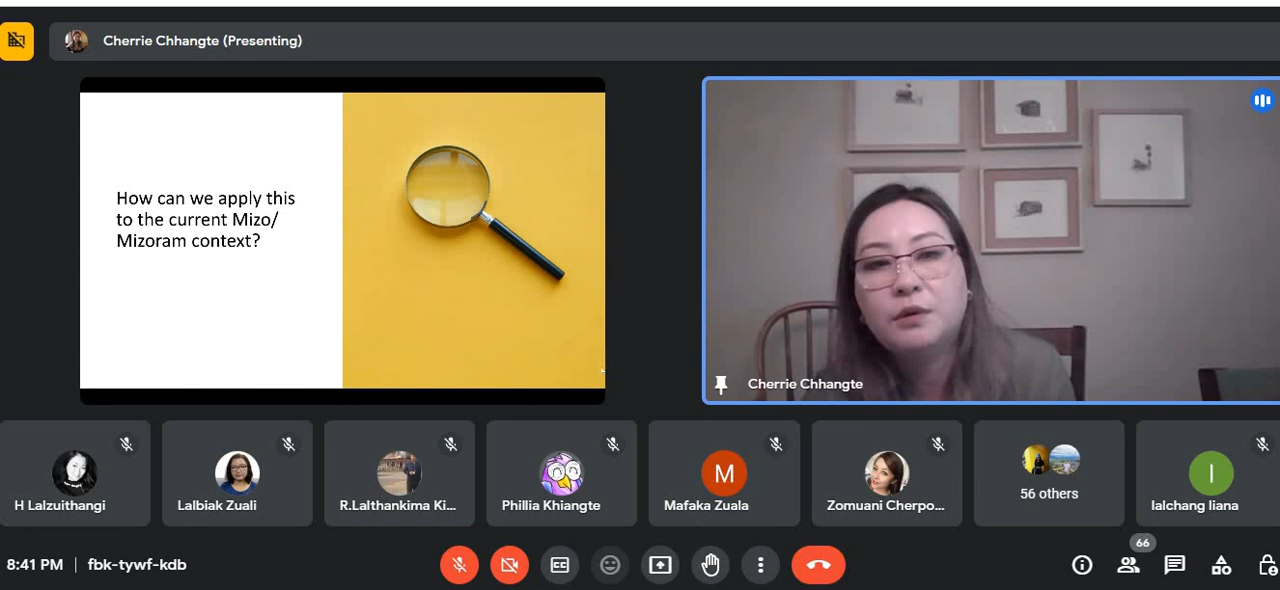 Cherrie Chhangte (Presenting)
How can we apply this
to the current Mizo/
Mizoram context?
Cherrie Chhangte
H Lalzuithangi
Lalbiak Zuali
R.Lalthankima Ki...
Phillia Khiangte
M
Mafaka Zuala
Zomuani Cherpo...
56 others
l
lalchang liana
66
8:41 PM | fbk-tywf-kdb
CC